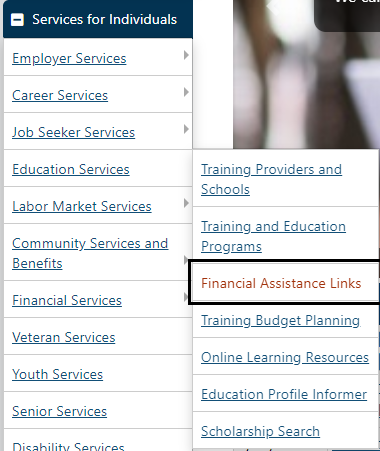 Services for Individuals
Employer Services
Career Services
Job Seeker Services
Education Services
Labor Market Services
Community Services and
Benefits
Financial Services
Veteran Services
Youth Services
Senior Services
Disability Services
Training Providers and
Schools
Training and Education
Programs
Financial Assistance Links
Training Budget Planning
Online Learning Resources
Education Profile Informer
Scholarship Search